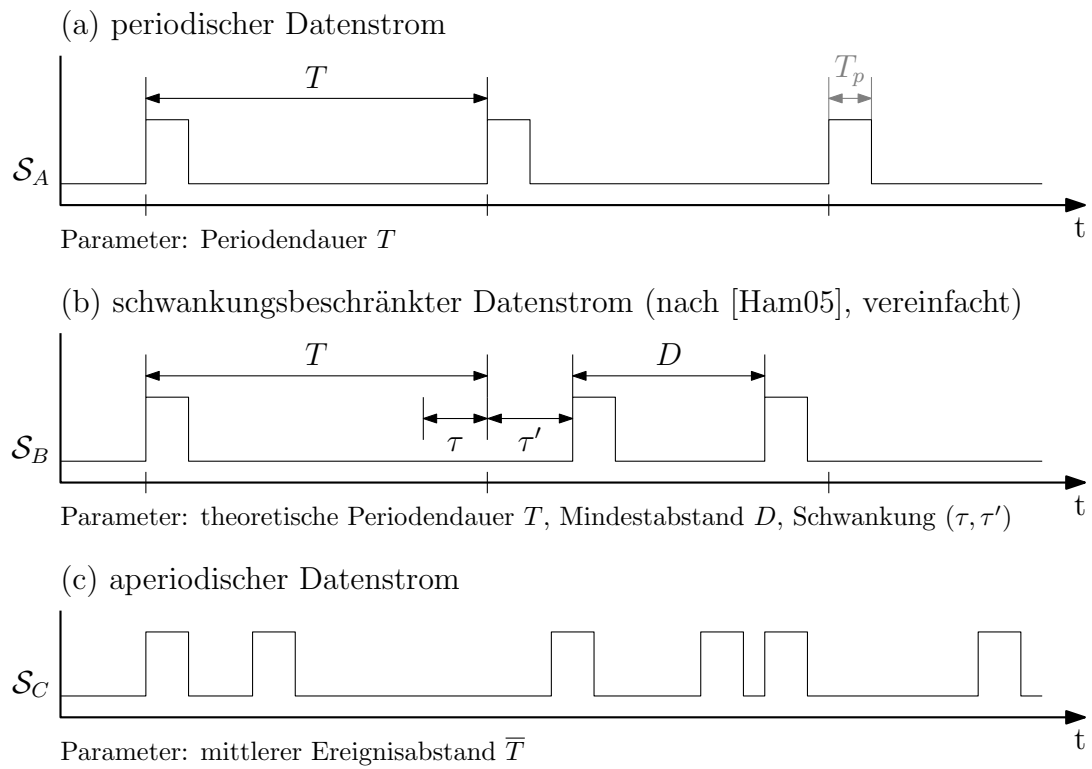 (a) periodischer Datenstrom
T
T_p
𝒮_A
t
Parameter: Periodendauer T
(b) schwankungsbeschränkter Datenstrom (nach [Ham05], vereinfacht)
T
D
τ
τ′
𝒮_B
t
Parameter: theoretische Periodendauer T, Mindestabstand D, Schwankung (τ, τ′)
(c) aperiodischer Datenstrom
𝒮_C
t
Parameter: mittlerer Ereignisabstand T̅